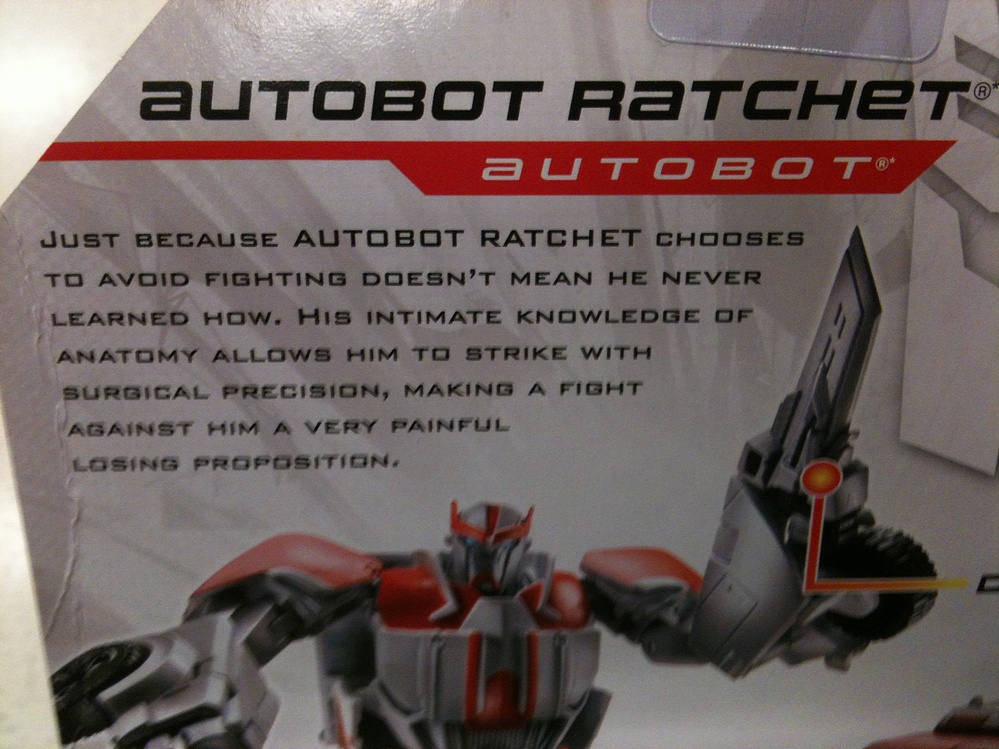 AUTOBOT RATCHET®*
AUTOBOT®*
JUST BECAUSE AUTOBOT RATCHET CHOOSES
TO AVOID FIGHTING DOESN'T MEAN HE NEVER
LEARNED HOW. HIS INTIMATE KNOWLEDGE OF
ANATOMY ALLOWS HIM TO STRIKE WITH
SURGICAL PRECISION, MAKING A FIGHT
AGAINST HIM A VERY PAINFUL
LOSING PROPOSITION.